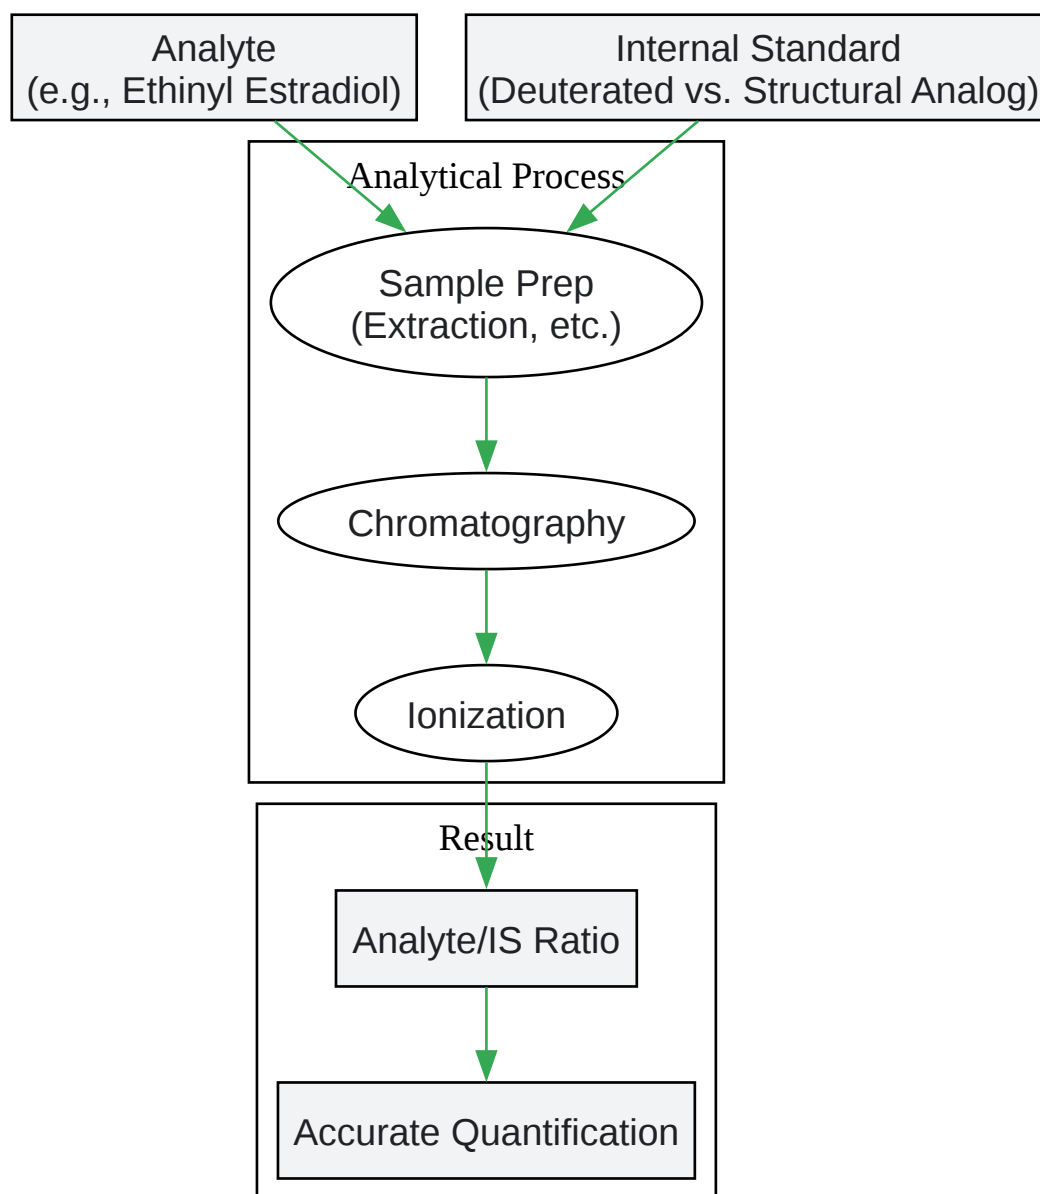 Analyte
(e.g., Ethinyl Estradiol)
Internal Standard
(Deuterated vs. Structural Analog)
Analytical Process
Sample Prep
(Extraction, etc.)
Chromatography
Ionization
Result
Analyte/IS Ratio
Accurate Quantification